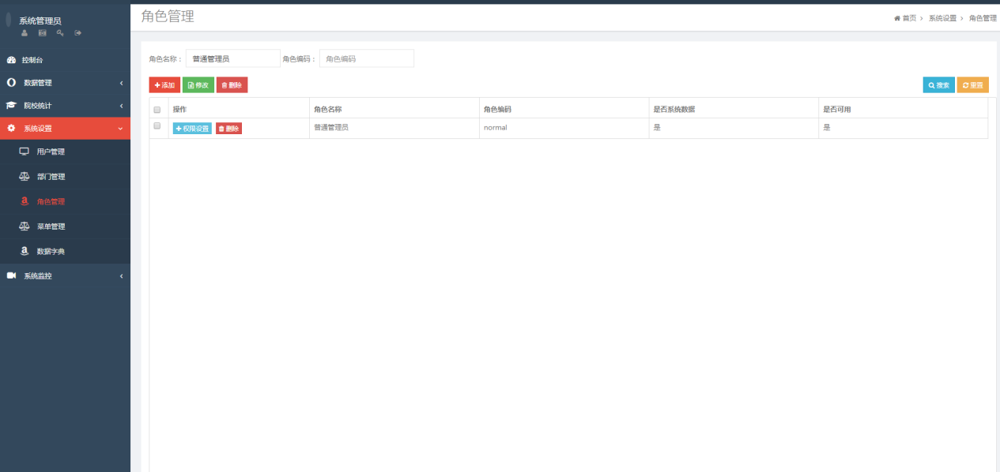 系统管理员
角色管理
首页 > 系统设置 > 角色管理
控制台
数据管理
院校统计
系统设置
用户管理
部门管理
角色管理
菜单管理
数据字典
系统监控
角色名称： 普通管理员 角色编码： 角色编码
添加 修改 删除 搜索 重置
操作 角色名称 角色编码 是否系统数据 是否可用
权限设置 删除 普通管理员 normal 是 是